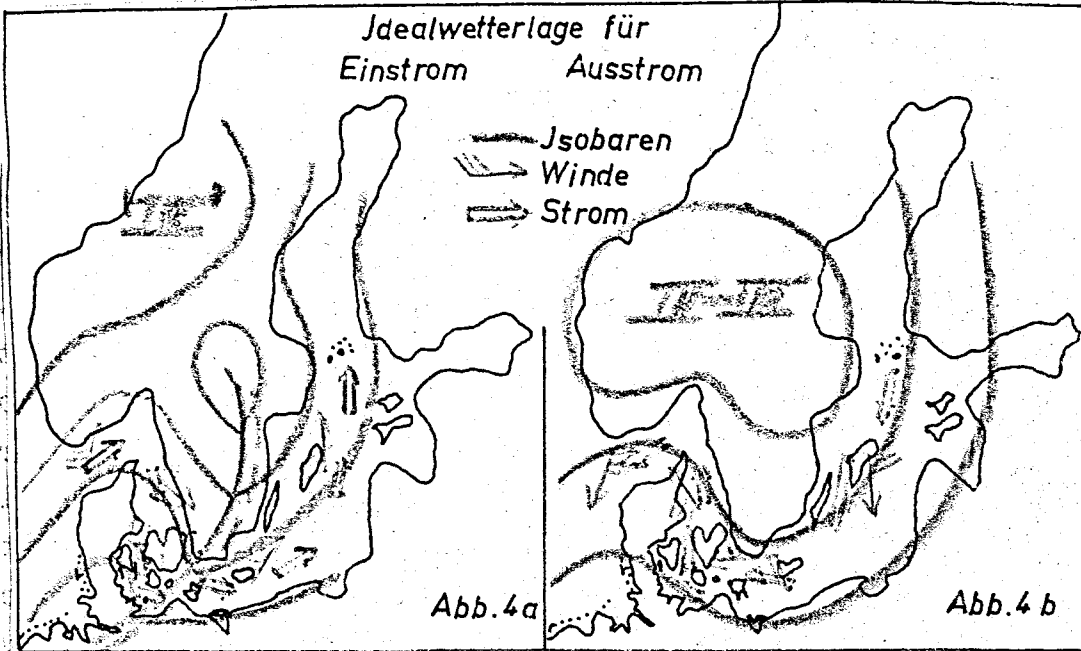 Jdealwetterlage für
Einstrom Ausstrom
Jsobaren
Winde
Strom
Abb.4a
Abb.4b